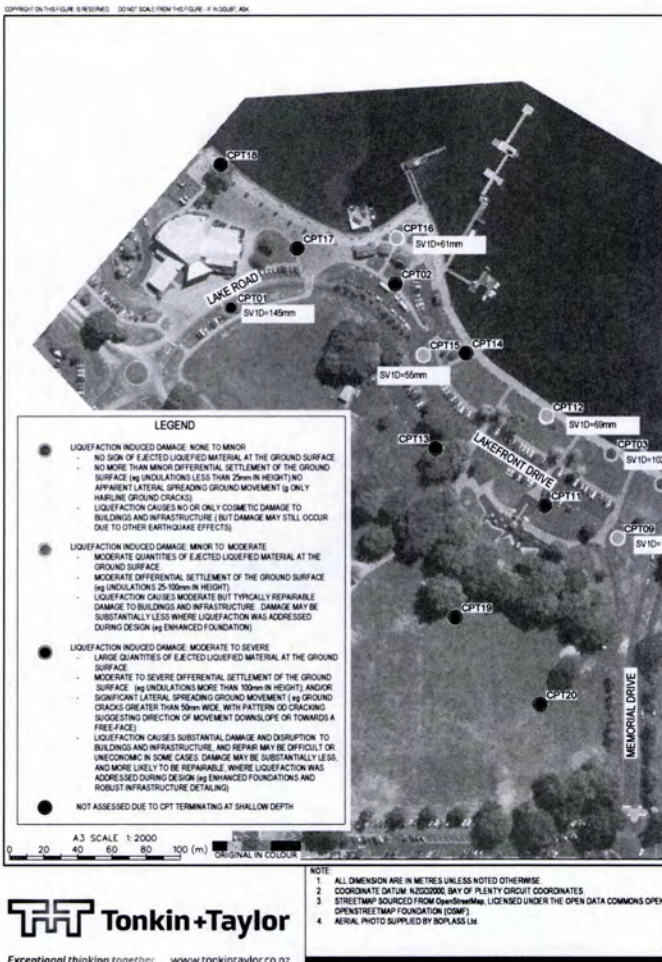 COPYRIGHT ON THIS FIGURE IS RESERVED DO NOT SCALE FROM THIS FIGURE - IF IN DOUBT, ASK
CPT18
CPT16
SV1D=61mm
CPT17
CPT02
LAKE ROAD
CPT01
SV1D=145mm
CPT15
CPT14
SV1D=55mm
CPT12
SV1D=69mm
CPT13
CPT03
SV1D=102
LAKEFRONT DRIVE
CPT11
CPT09
SV1D=
CPT19
CPT20
MEMORIAL DRIVE
LEGEND
LIQUEFACTION INDUCED DAMAGE: NONE TO MINOR
- NO SIGN OF EJECTED LIQUEFIED MATERIAL AT THE GROUND SURFACE.
- NO MORE THAN MINOR DIFFERENTIAL SETTLEMENT OF THE GROUND
SURFACE (eg UNDULATIONS LESS THAN 25mm IN HEIGHT).NO
APPARENT LATERAL SPREADING GROUND MOVEMENT (g ONLY
HAIRLINE GROUND CRACKS).
- LIQUEFACTION CAUSES NO OR ONLY COSMETIC DAMAGE TO
BUILDINGS AND INFRASTRUCTURE ( BUT DAMAGE MAY STILL OCCUR
DUE TO OTHER EARTHQUAKE EFFECTS).
LIQUEFACTION INDUCED DAMAGE: MINOR TO MODERATE
- MODERATE QUANTITIES OF EJECTED LIQUEFIED MATERIAL AT THE
GROUND SURFACE.
- MODERATE DIFFERENTIAL SETTLEMENT OF THE GROUND SURFACE
(eg UNDULATIONS 25-100mm IN HEIGHT).
- LIQUEFACTION CAUSES MODERATE BUT TYPICALLY REPAIRABLE
DAMAGE TO BUILDINGS AND INFRASTRUCTURE. DAMAGE MAY BE
SUBSTANTIALLY LESS WHERE LIQUEFACTION WAS ADDRESSED
DURING DESIGN (eg ENHANCED FOUNDATION)
LIQUEFACTION INDUCED DAMAGE: MODERATE TO SEVERE
- LARGE QUANTITIES OF EJECTED LIQUEFIED MATERIAL AT THE GROUND
SURFACE.
- MODERATE TO SEVERE DIFFERENTIAL SETTLEMENT OF THE GROUND
SURFACE (eg UNDULATIONS MORE THAN 100mm IN HEIGHT); AND/OR
- SIGNIFICANT LATERAL SPREADING GROUND MOVEMENT ( eg GROUND
CRACKS GREATER THAN 50mm WIDE, WITH PATTERN OD CRACKING
SUGGESTING DIRECTION OF MOVEMENT DOWNSLOPE OR TOWARDS A
FREE-FACE)
- LIQUEFACTION CAUSES SUBSTANTIAL DAMAGE AND DISRUPTION TO
BUILDINGS AND INFRASTRUCTURE, AND REPAIR MAY BE DIFFICULT OR
UNECONOMIC IN SOME CASES. DAMAGE MAY BE SUBSTANTIALLY LESS,
AND MORE LIKELY TO BE REPAIRABLE, WHERE LIQUEFACTION WAS
ADDRESSED DURING DESIGN (eg ENHANCED FOUNDATIONS AND
ROBUST INFRASTRUCTURE DETAILING)
NOT ASSESSED DUE TO CPT TERMINATING AT SHALLOW DEPTH
A3 SCALE 1:2000
0 20 40 60 80 100 (m)
ORIGINAL IN COLOUR
T+T Tonkin+Taylor
Exceptional thinking together www.tonkintaylor.co.nz
NOTE:
1. ALL DIMENSION ARE IN METRES UNLESS NOTED OTHERWISE.
2. COORDINATE DATUM: NZGD2000, BAY OF PLENTY CIRCUIT COORDINATES.
3. STREETMAP SOURCED FROM OpenStreetMap, LICENSED UNDER THE OPEN DATA COMMONS OPEN
OPENSTREETMAP FOUNDATION (OSMF).
4. AERIAL PHOTO SUPPLIED BY BOPLASS Ltd.